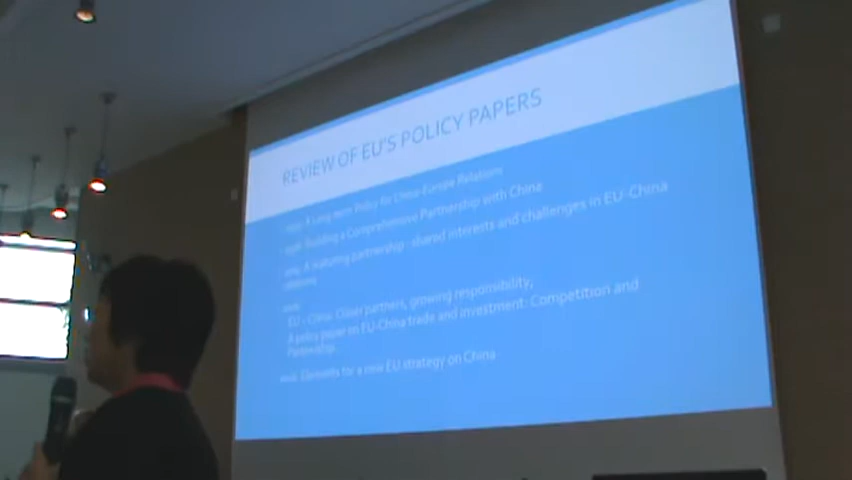 REVIEW OF EU'S POLICY PAPERS
A Long-term Policy for China-Europe Relations
Building a Comprehensive Partnership with China
A maturing partnership - shared interests and challenges in EU-China
relations
EU - China: Closer partners, growing responsibility,
A policy paper on EU-China trade and investment: Competition and
Partnership.
Elements for a new EU strategy on China